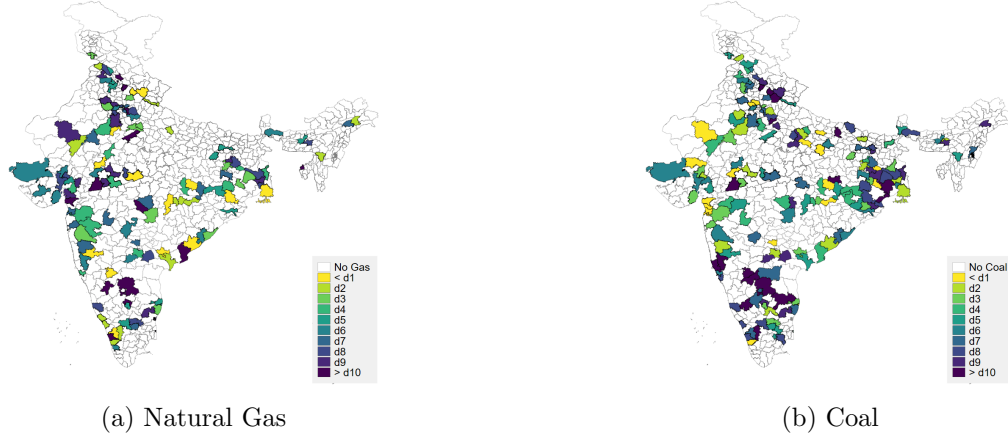 No Gas
< d1
d2
d3
d4
d5
d6
d7
d8
d9
> d10
No Coal
< d1
d2
d3
d4
d5
d6
d7
d8
d9
> d10
(a) Natural Gas
(b) Coal